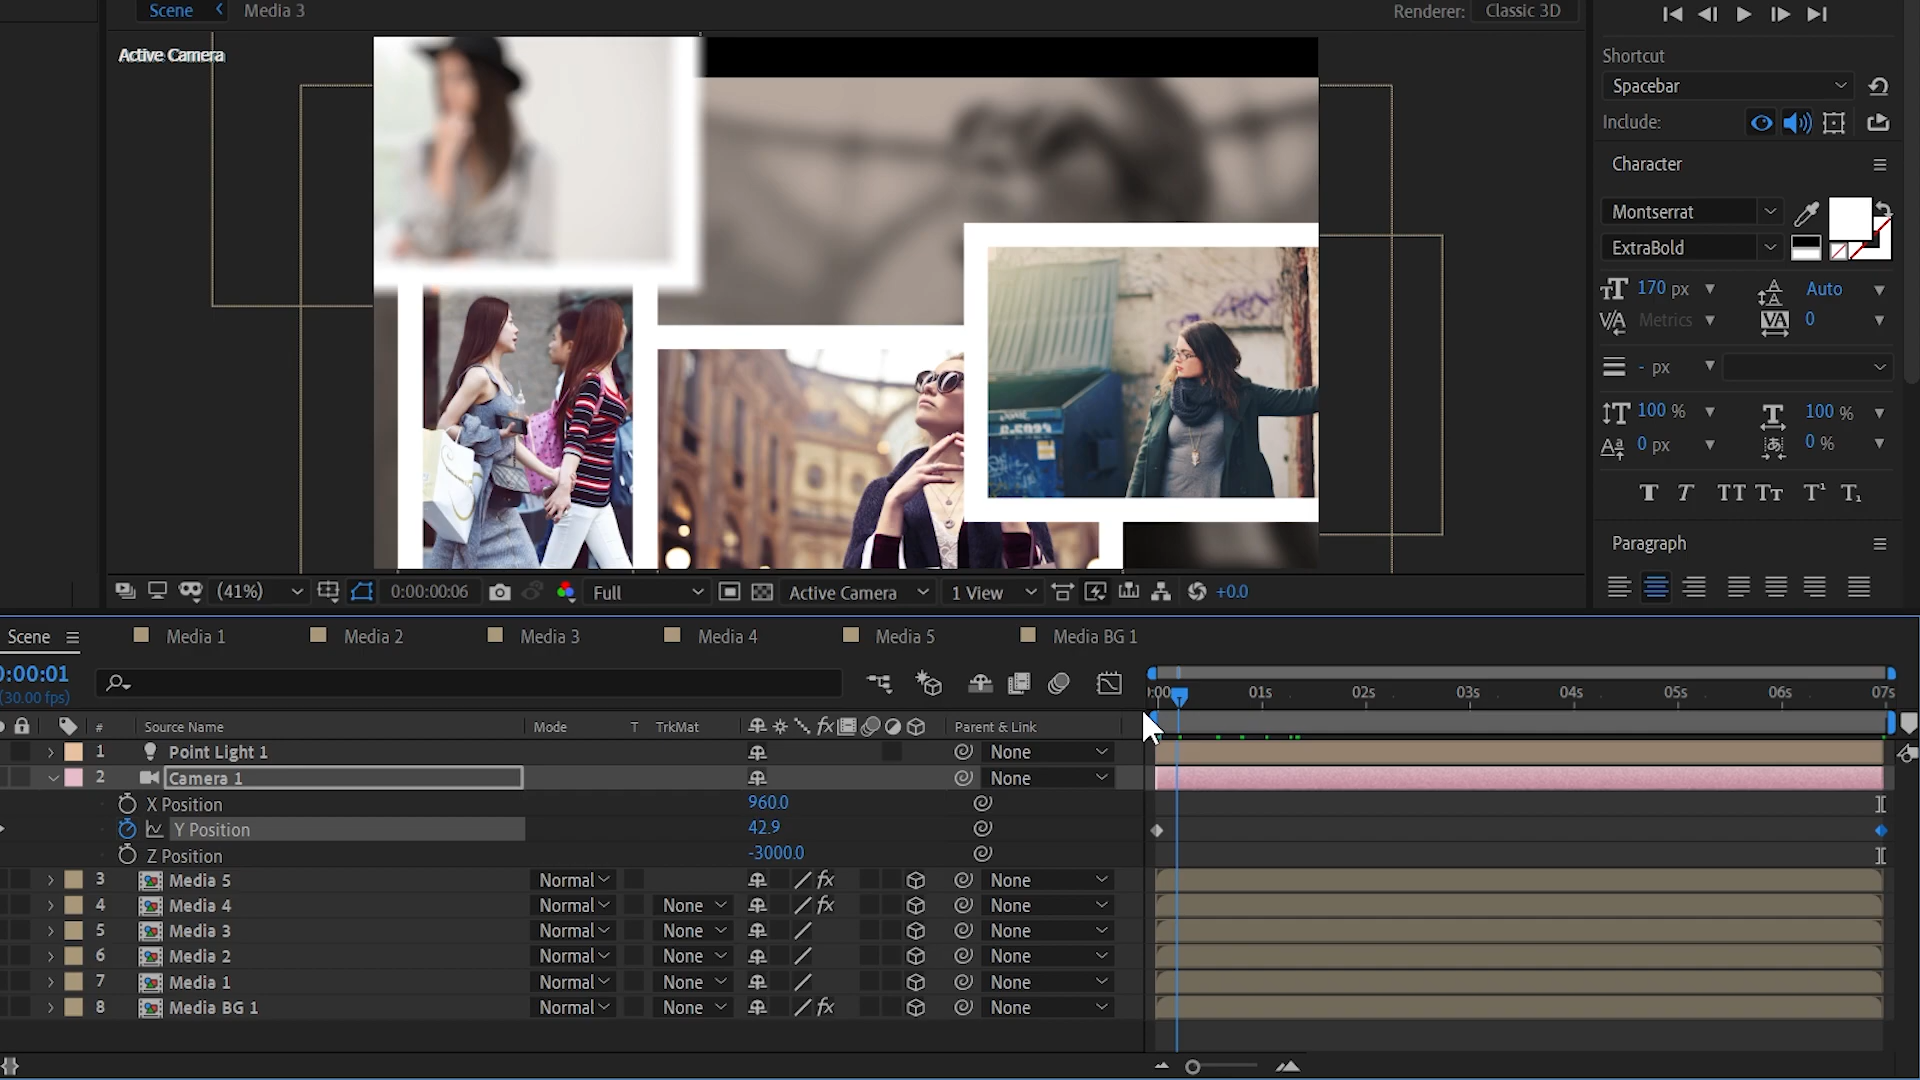 Scene
Media 3
Renderer:
Classic 3D
Active Camera
Shortcut
Spacebar
Include:
Character
Montserrat
ExtraBold
170 px
Auto
Metrics
0
- px
100 %
100 %
0 px
0 %
Paragraph
(41%)
0:00:00:06
Full
Active Camera
1 View
+0.0
Scene
Media 1
Media 2
Media 3
Media 4
Media 5
Media BG 1
0:00:01
(30.00 fps)
:00
01s
02s
03s
04s
05s
06s
07s
#
Source Name
Mode
T
TrkMat
Parent & Link
1
Point Light 1
None
2
Camera 1
None
X Position
960.0
Y Position
42.9
Z Position
-3000.0
3
Media 5
Normal
None
4
Media 4
Normal
None
None
5
Media 3
Normal
None
None
6
Media 2
Normal
None
None
7
Media 1
Normal
None
None
8
Media BG 1
Normal
None
None